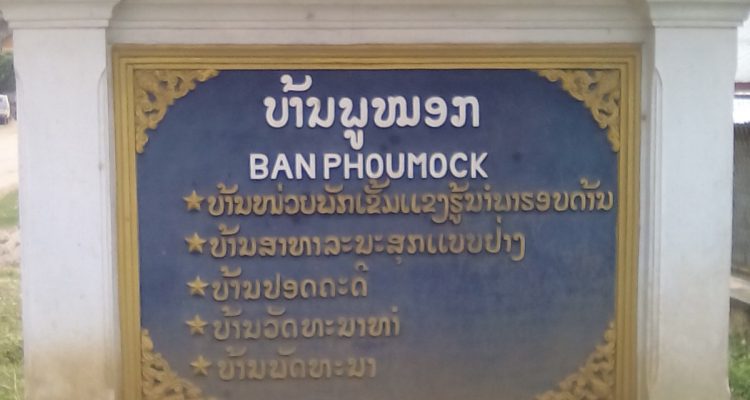 ບ້ານພູໝອກ
BAN PHOUMOCK
★ບ້ານໜ່ວຍພັກເຂັ້ມແຂງຮູ້ນຳພາຮອບດ້ານ
★ບ້ານສາທາລະນະສຸກແບບຢ່າງ
★ບ້ານປອດຄະດີ
★ບ້ານວັດທະນາທຳ
★ບ້ານພັດທະນາ